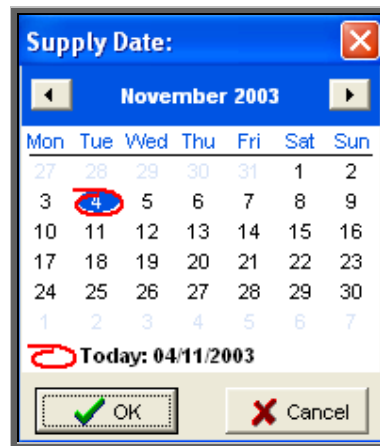 Supply Date:
November 2003
Mon Tue Wed Thu Fri Sat Sun
27 28 29 30 31 1 2
3 4 5 6 7 8 9
10 11 12 13 14 15 16
17 18 19 20 21 22 23
24 25 26 27 28 29 30
1 2 3 4 5 6 7
Today: 04/11/2003
OK Cancel